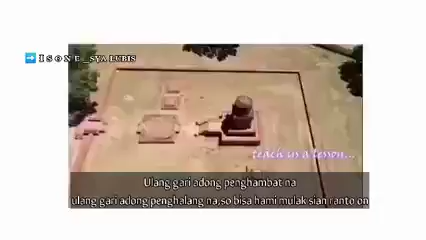 ➡️ I S O N E _ SYA LUBIS
teach us a lesson...
Ulang gari adong penghambat na
ulang gari adong penghalang na,so bisa hami mulak sian ranto on